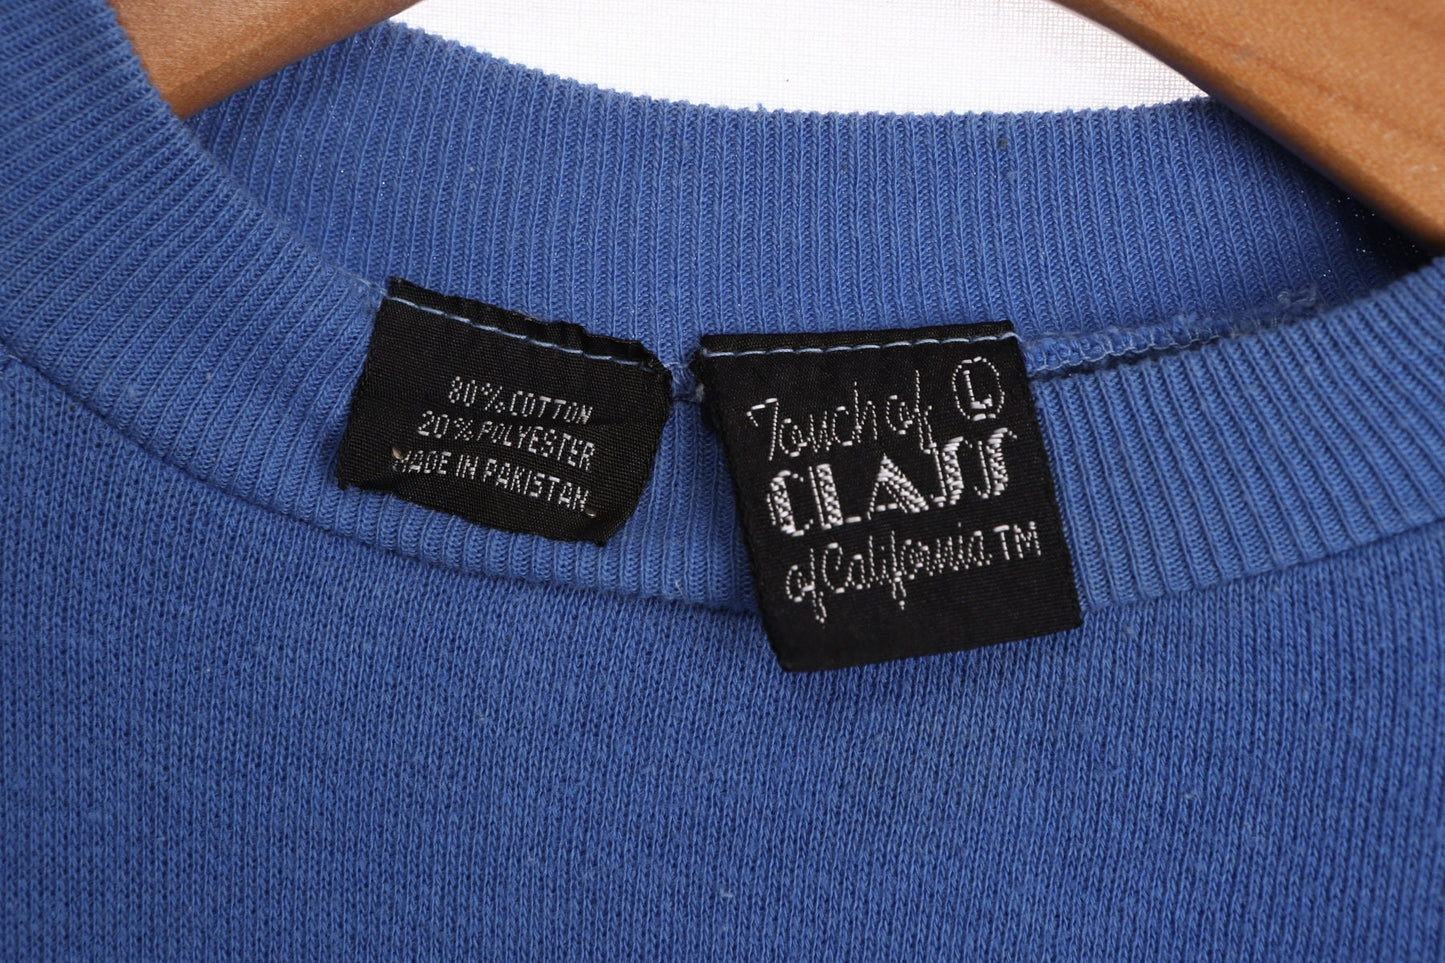 80% COTTON
20% POLYESTER
MADE IN PAKISTAN
Touch of L
CLASS
of California TM